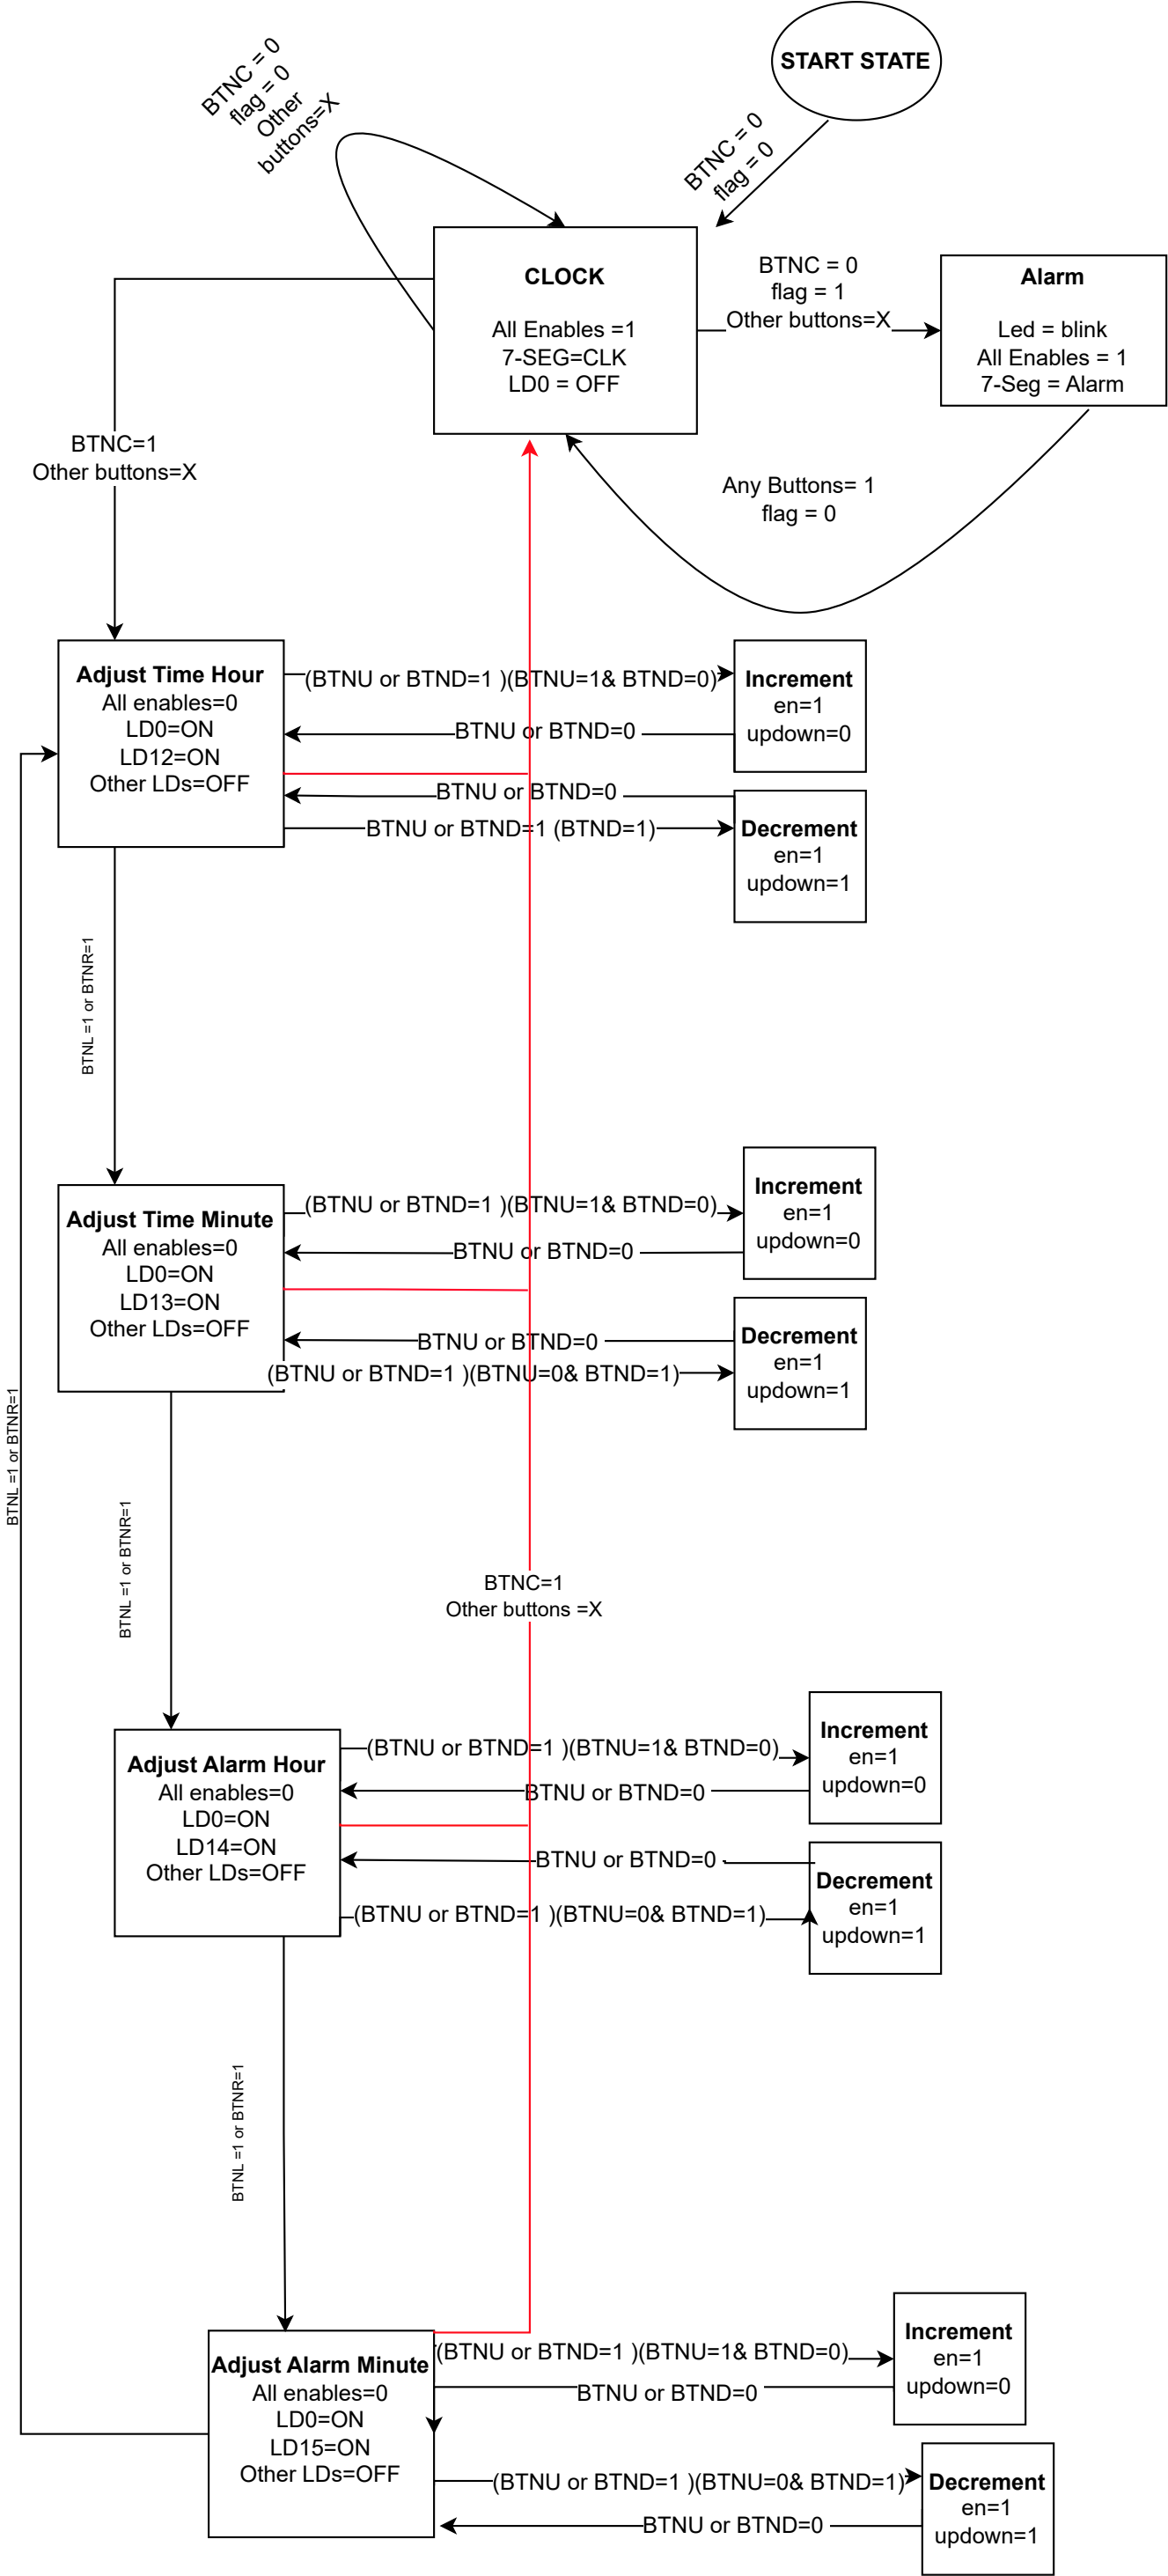 START STATE
BTNC = 0
flag = 0
Other
buttons=X
BTNC = 0
flag = 0
CLOCK
All Enables =1
7-SEG=CLK
LD0 = OFF
BTNC = 0
flag = 1
Other buttons=X
Alarm
Led = blink
All Enables = 1
7-Seg = Alarm
BTNC=1
Other buttons=X
Any Buttons= 1
flag = 0
Adjust Time Hour
All enables=0
LD0=ON
LD12=ON
Other LDs=OFF
(BTNU or BTND=1 )(BTNU=1& BTND=0)
BTNU or BTND=0
BTNU or BTND=0
BTNU or BTND=1 (BTND=1)
Increment
en=1
updown=0
Decrement
en=1
updown=1
BTNL =1 or BTNR=1
Adjust Time Minute
All enables=0
LD0=ON
LD13=ON
Other LDs=OFF
(BTNU or BTND=1 )(BTNU=1& BTND=0)
BTNU or BTND=0
BTNU or BTND=0
(BTNU or BTND=1 )(BTNU=0& BTND=1)
Increment
en=1
updown=0
Decrement
en=1
updown=1
BTNL =1 or BTNR=1
BTNL =1 or BTNR=1
BTNC=1
Other buttons =X
Adjust Alarm Hour
All enables=0
LD0=ON
LD14=ON
Other LDs=OFF
(BTNU or BTND=1 )(BTNU=1& BTND=0)
BTNU or BTND=0
BTNU or BTND=0
(BTNU or BTND=1 )(BTNU=0& BTND=1)
Increment
en=1
updown=0
Decrement
en=1
updown=1
BTNL =1 or BTNR=1
Adjust Alarm Minute
All enables=0
LD0=ON
LD15=ON
Other LDs=OFF
(BTNU or BTND=1 )(BTNU=1& BTND=0)
BTNU or BTND=0
(BTNU or BTND=1 )(BTNU=0& BTND=1)
BTNU or BTND=0
Increment
en=1
updown=0
Decrement
en=1
updown=1